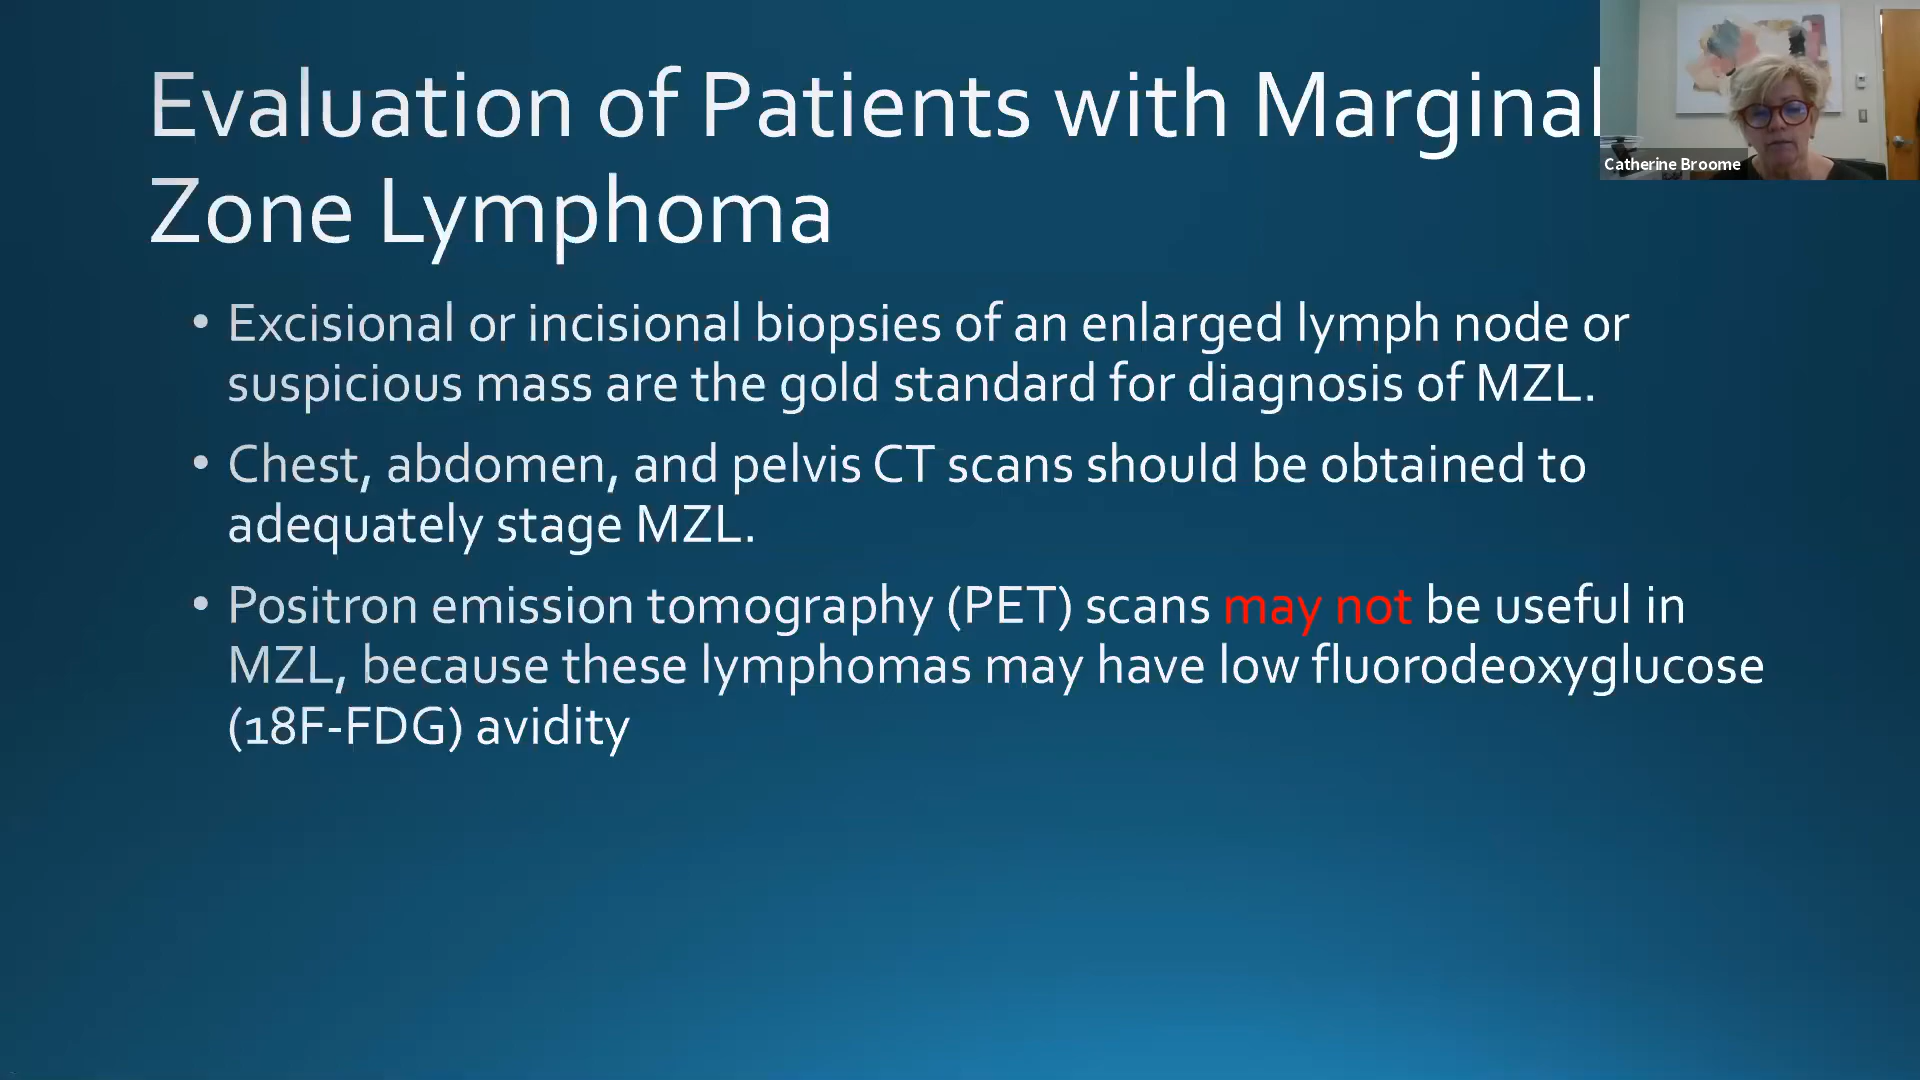 Evaluation of Patients with Marginal
Zone Lymphoma
Catherine Broome
• Excisional or incisional biopsies of an enlarged lymph node or
suspicious mass are the gold standard for diagnosis of MZL.
• Chest, abdomen, and pelvis CT scans should be obtained to
adequately stage MZL.
• Positron emission tomography (PET) scans may not be useful in
MZL, because these lymphomas may have low fluorodeoxyglucose
(18F-FDG) avidity